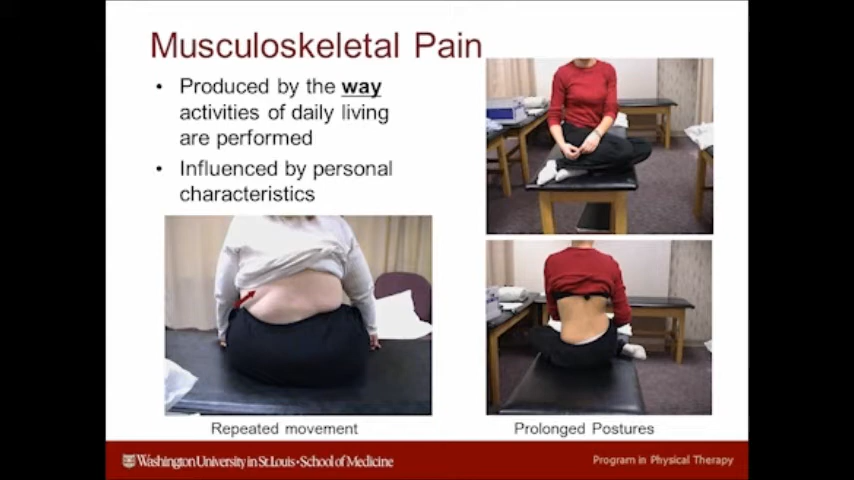 Musculoskeletal Pain
• Produced by the way
activities of daily living
are performed
• Influenced by personal
characteristics
Repeated movement
Prolonged Postures
Washington University in St. Louis • School of Medicine
Program in Physical Therapy